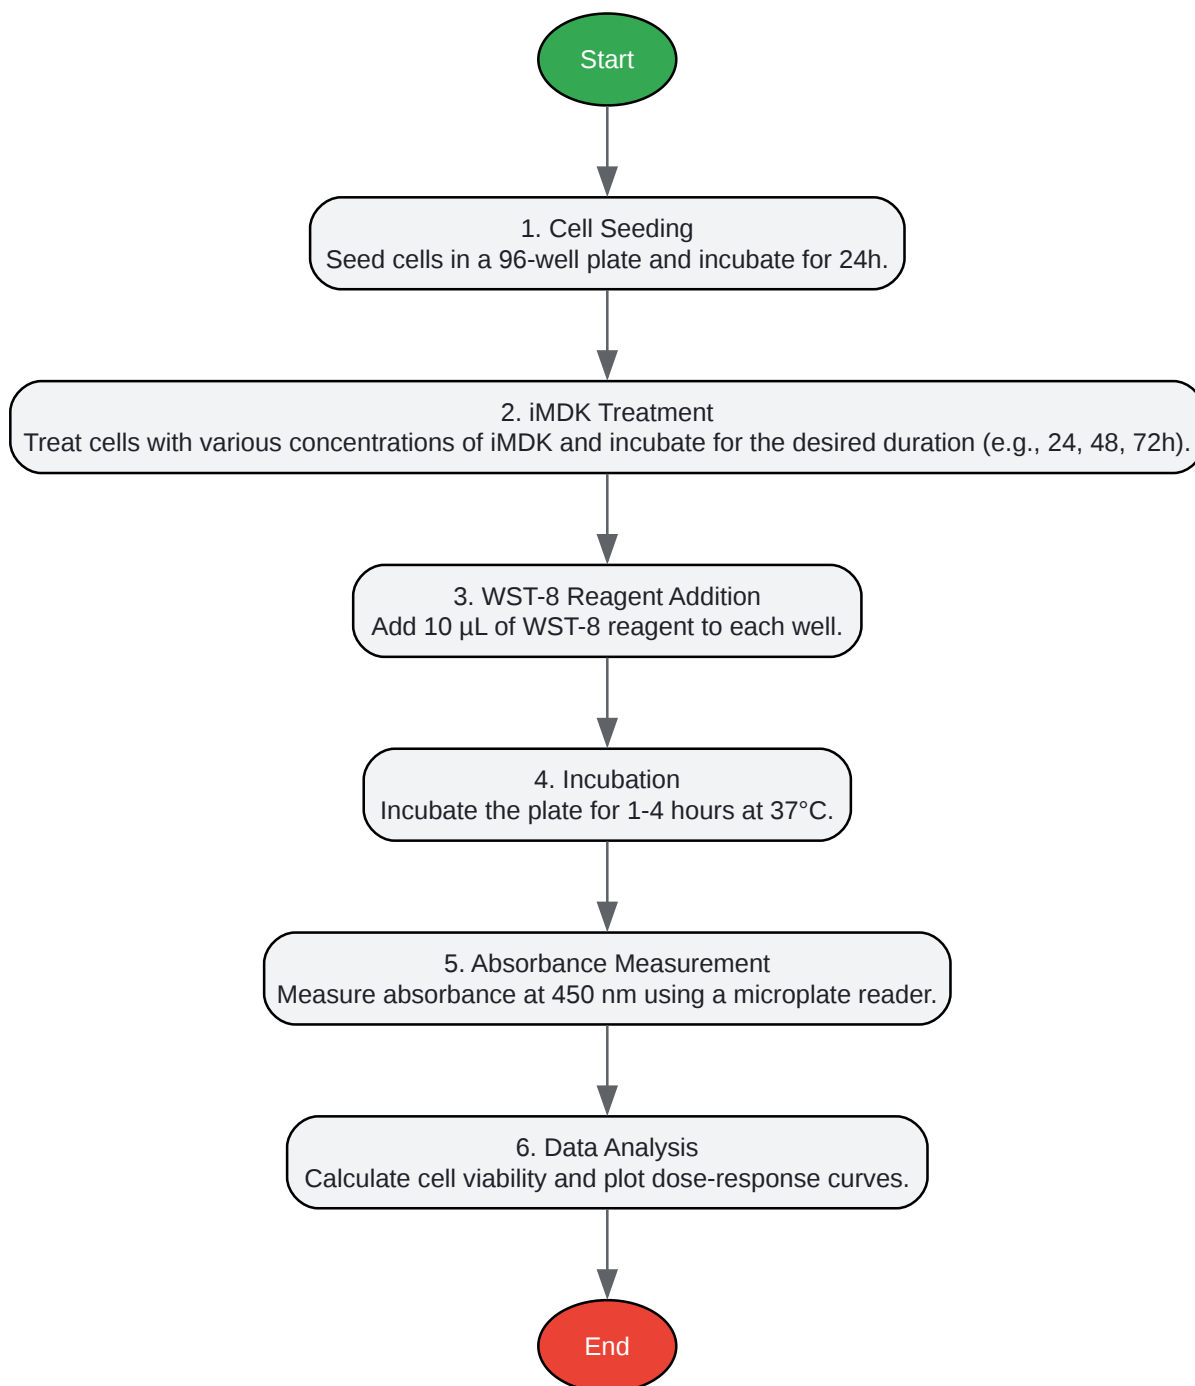 Start
1. Cell Seeding
Seed cells in a 96-well plate and incubate for 24h.
2. iMDK Treatment
Treat cells with various concentrations of iMDK and incubate for the desired duration (e.g., 24, 48, 72h).
3. WST-8 Reagent Addition
Add 10 µL of WST-8 reagent to each well.
4. Incubation
Incubate the plate for 1-4 hours at 37°C.
5. Absorbance Measurement
Measure absorbance at 450 nm using a microplate reader.
6. Data Analysis
Calculate cell viability and plot dose-response curves.
End